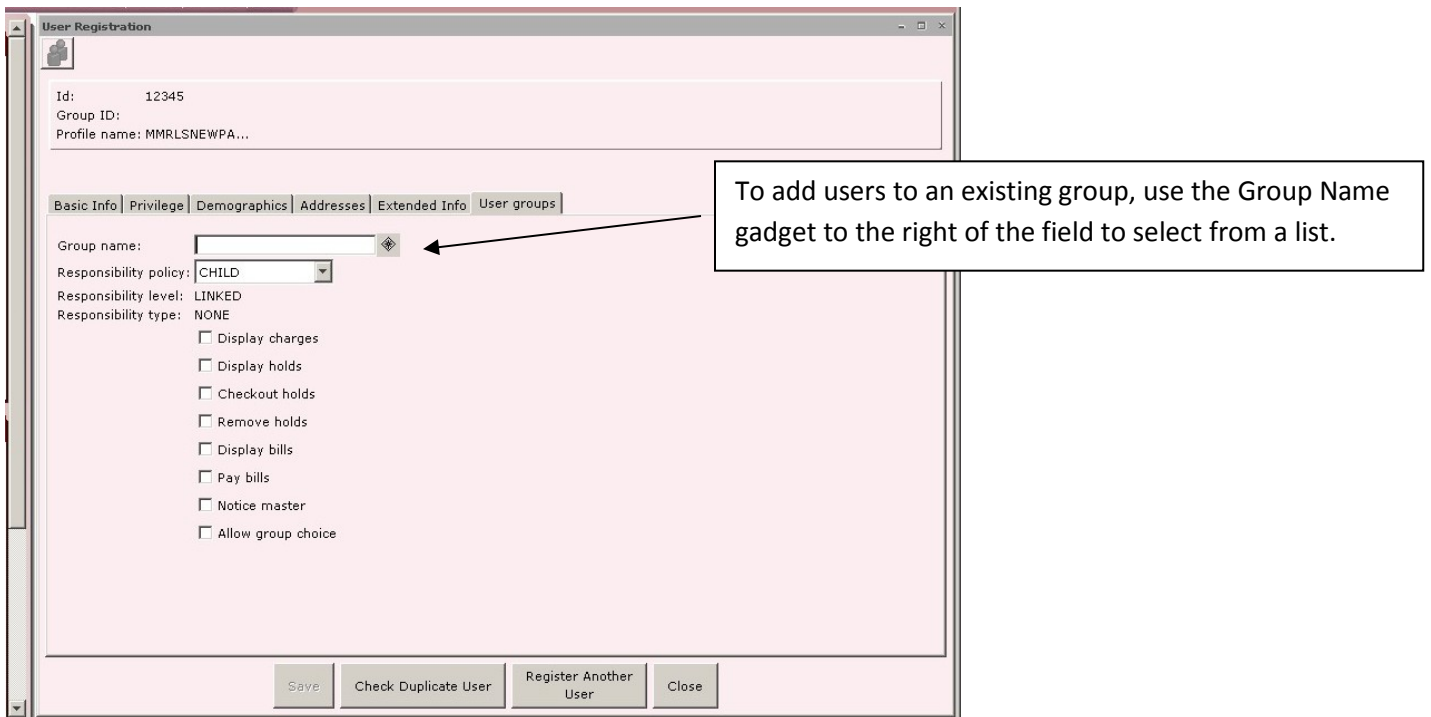 User Registration
Id: 12345
Group ID:
Profile name: MMRLSNEWPA...
To add users to an existing group, use the Group Name
gadget to the right of the field to select from a list.
Basic Info Privilege Demographics Addresses Extended Info User groups
Group name:
Responsibility policy: CHILD
Responsibility level: LINKED
Responsibility type: NONE
Display charges
Display holds
Checkout holds
Remove holds
Display bills
Pay bills
Notice master
Allow group choice
Save Check Duplicate User Register Another User Close